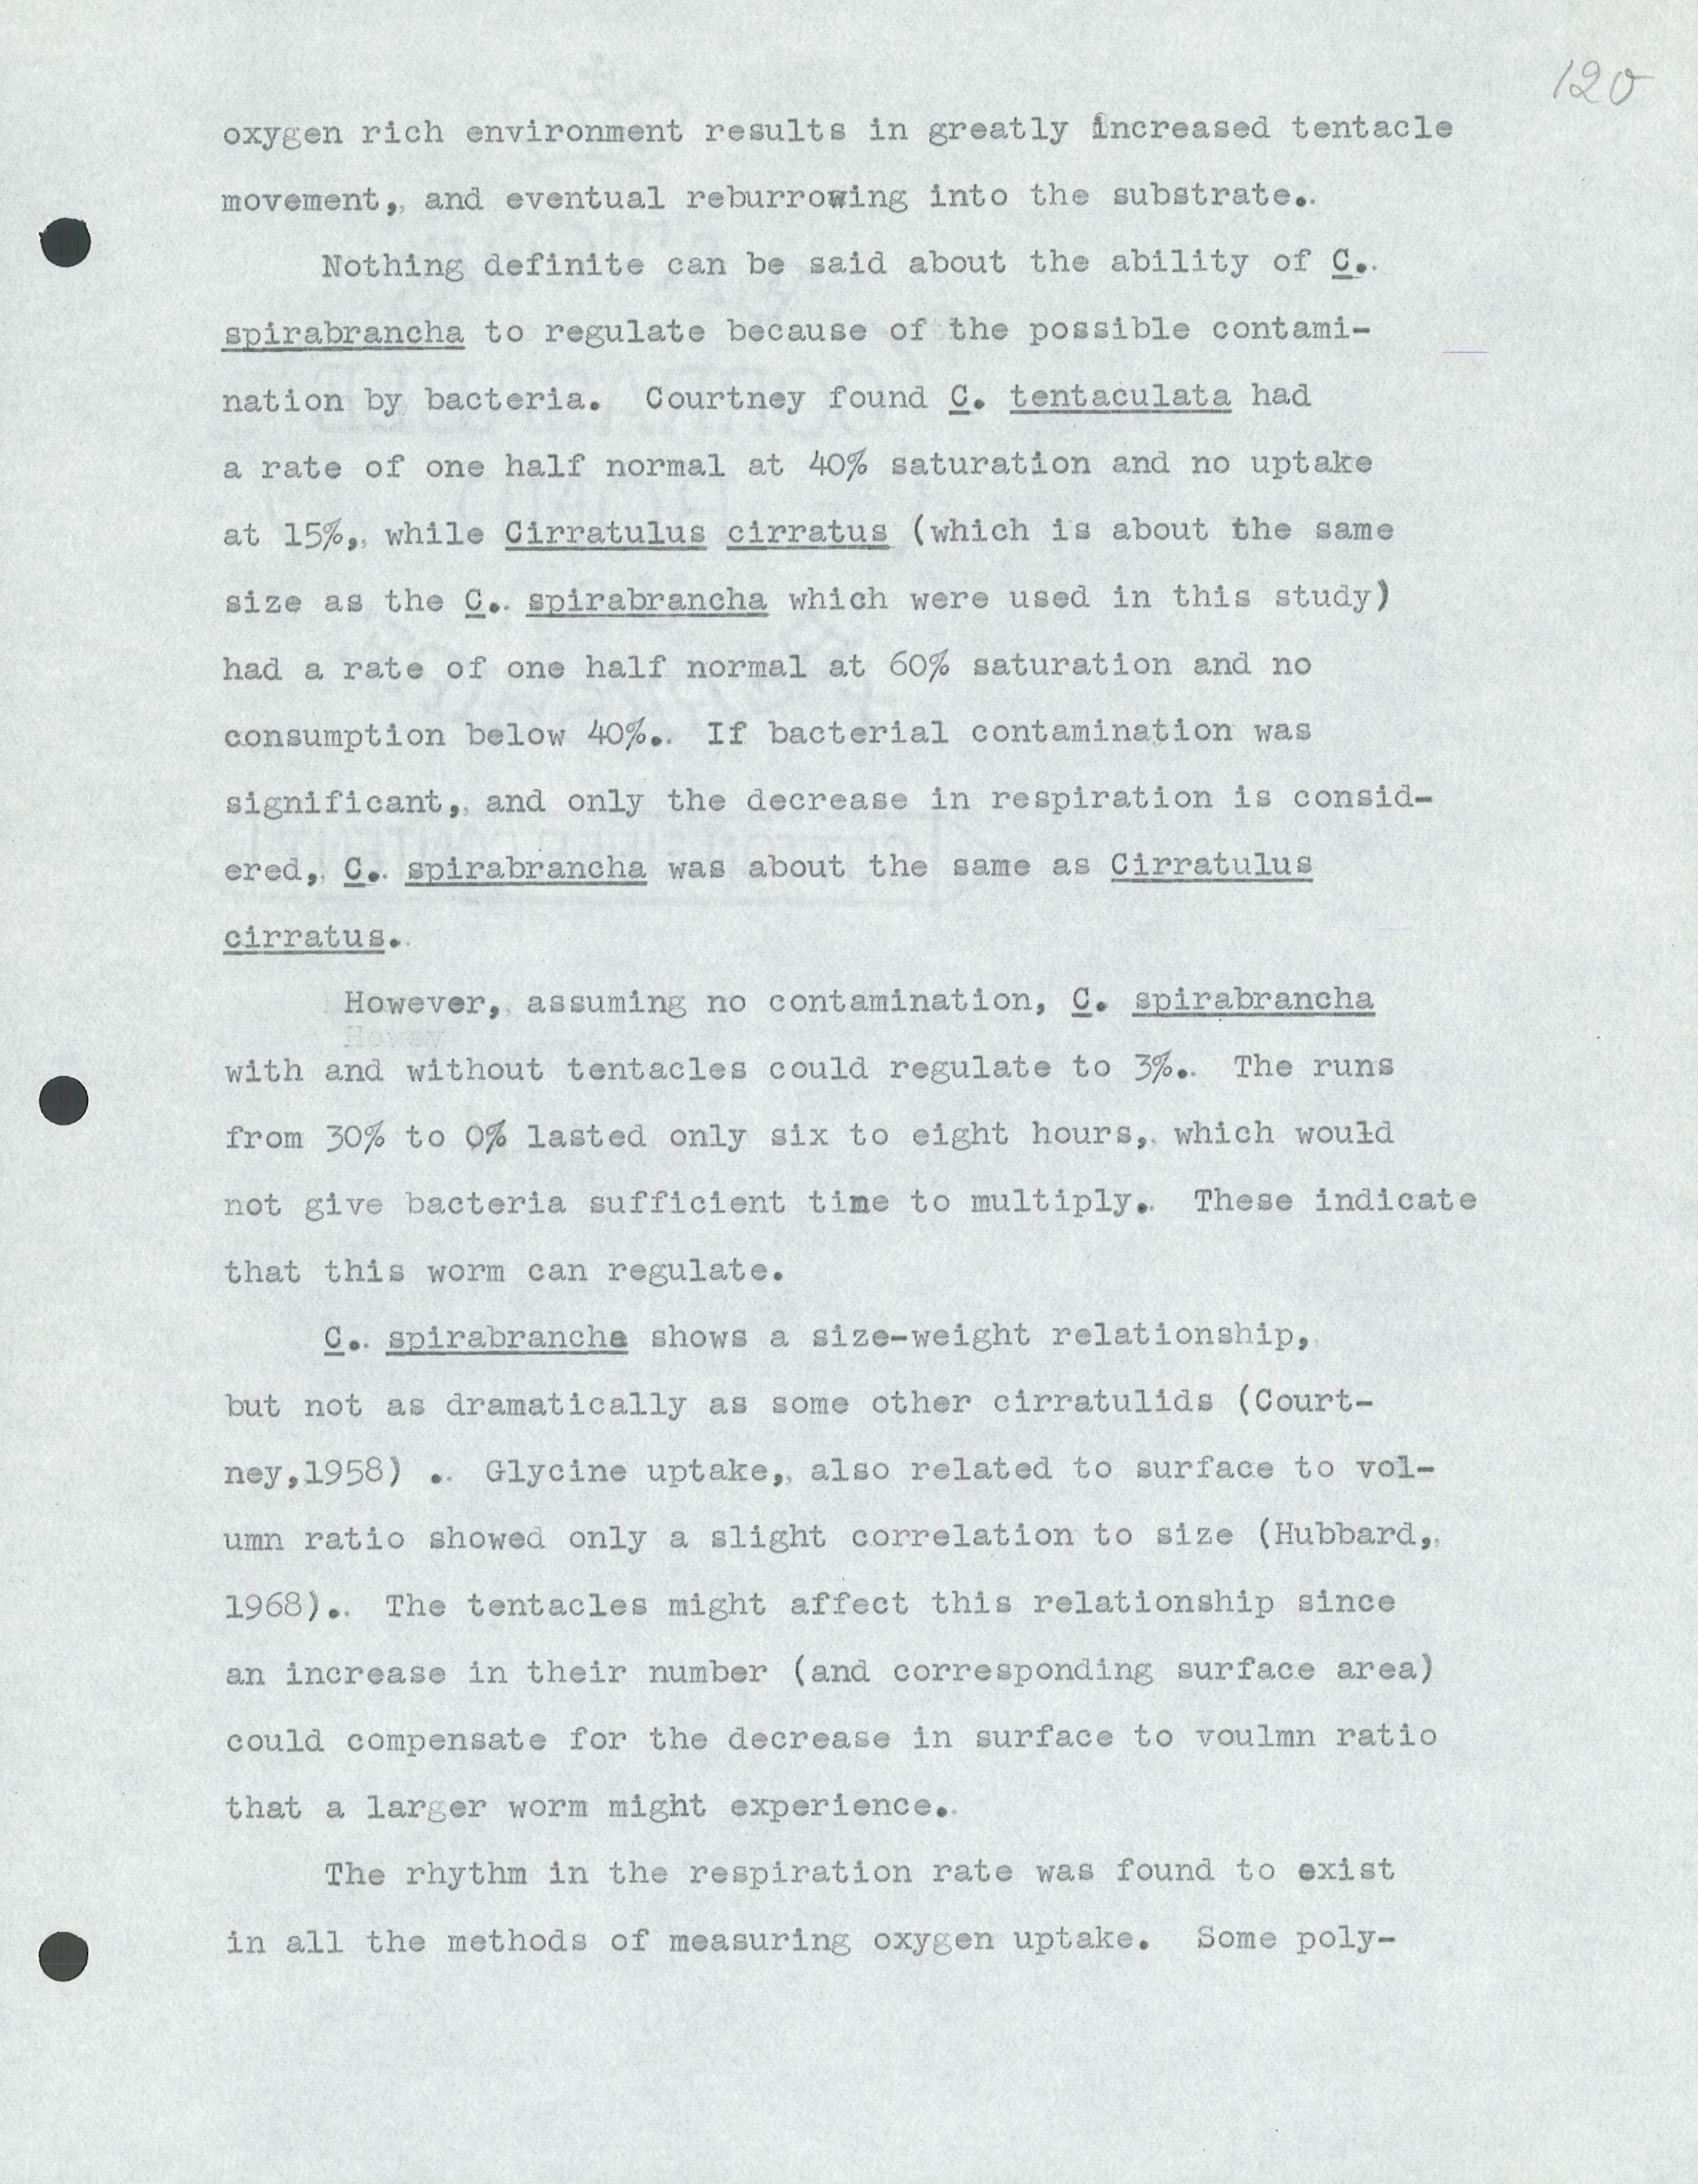 120
oxygen rich environment results in greatly increased tentacle
movement, and eventual reburrowing into the substrate.
Nothing definite can be said about the ability of C.
spirabrancha to regulate because of the possible contami-
nation by bacteria. Courtney found C. tentaculata had
a rate of one half normal at 40% saturation and no uptake
at 15%, while Cirratulus cirratus (which is about the same
size as the C. spirabrancha which were used in this study)
had a rate of one half normal at 60% saturation and no
consumption below 40%. If bacterial contamination was
significant, and only the decrease in respiration is consid-
ered, C. spirabrancha was about the same as Cirratulus
cirratus.
However, assuming no contamination, C. spirabrancha
with and without tentacles could regulate to 3%. The runs
from 30% to 0% lasted only six to eight hours, which would
not give bacteria sufficient time to multiply. These indicate
that this worm can regulate.
C. spirabrancha shows a size-weight relationship,
but not as dramatically as some other cirratulids (Court-
ney,1958) . Glycine uptake, also related to surface to vol-
umn ratio showed only a slight correlation to size (Hubbard,
1968). The tentacles might affect this relationship since
an increase in their number (and corresponding surface area)
could compensate for the decrease in surface to voulmn ratio
that a larger worm might experience.
The rhythm in the respiration rate was found to exist
in all the methods of measuring oxygen uptake. Some poly-